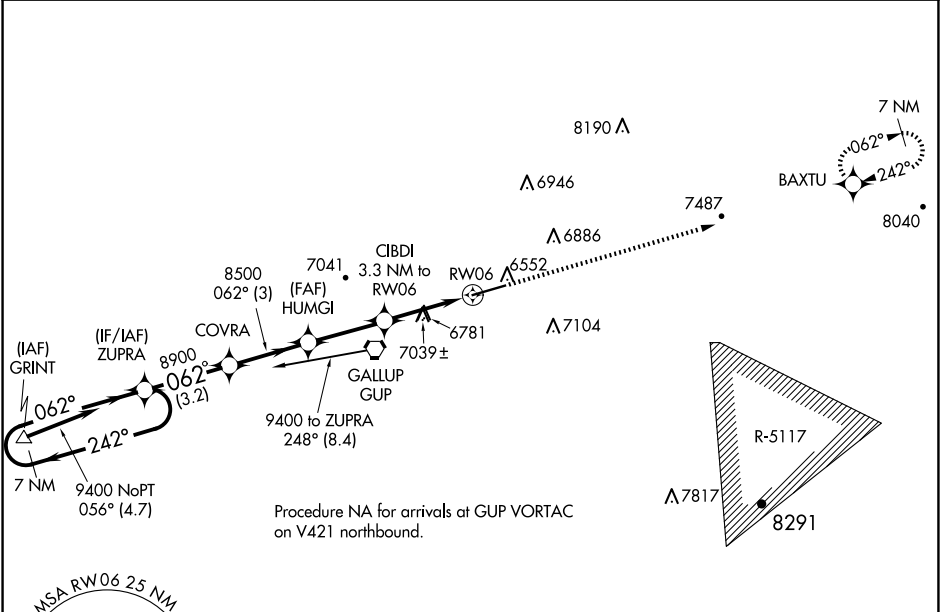 7 NM
8190
062°
242°
BAXTU
6946
7487
8040
6886
CIBDI
3.3 NM to
RW06
7041
8500
062° (3)
(FAF)
HUMGI
RW06
6552
COVRA
6781
7104
(IF/IAF)
ZUPRA
8900
062°
(3.2)
7039±
(IAF)
GRINT
GALLUP
GUP
062°
9400 to ZUPRA
248° (8.4)
242°
R-5117
7 NM
9400 NoPT
056° (4.7)
7817
8291
Procedure NA for arrivals at GUP VORTAC
on V421 northbound.
MSA RW06 25 NM